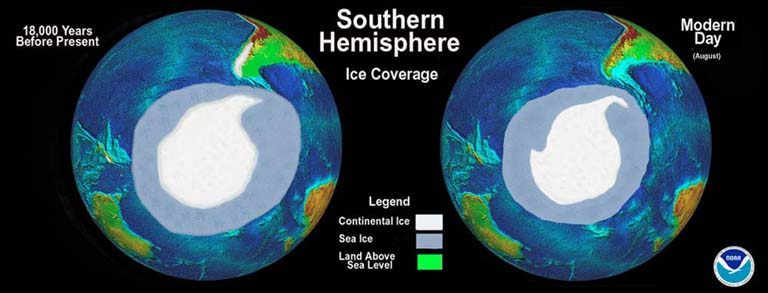 18,000 Years
Before Present
Southern
Hemisphere
Ice Coverage
Modern
Day
(August)
Legend
Continental Ice
Sea Ice
Land Above
Sea Level
NOAA